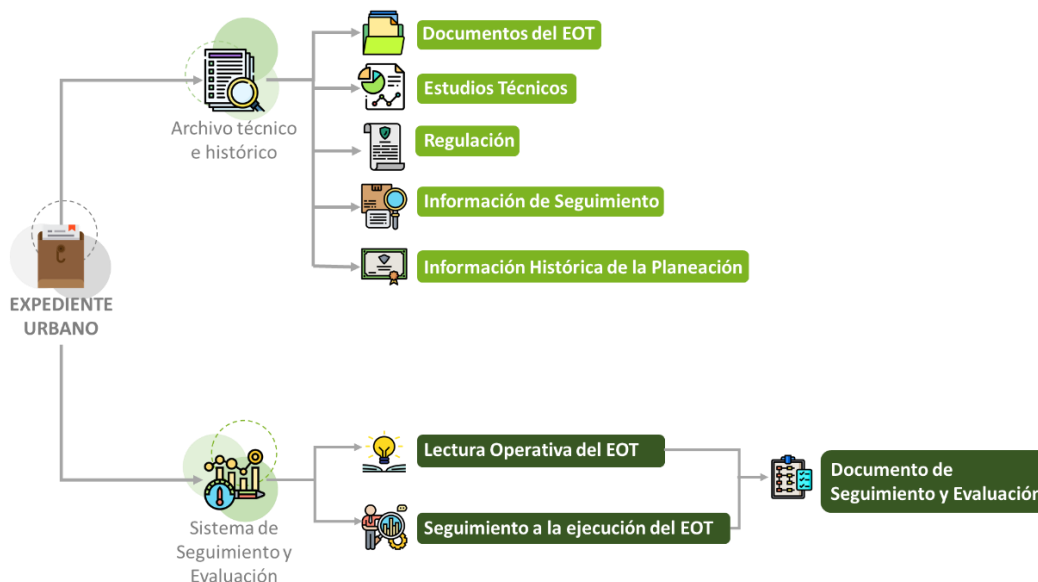 EXPEDIENTE
URBANO
Archivo técnico
e histórico
Documentos del EOT
Estudios Técnicos
Regulación
Información de Seguimiento
Información Histórica de la Planeación
Sistema de
Seguimiento y
Evaluación
Lectura Operativa del EOT
Seguimiento a la ejecución del EOT
Documento de
Seguimiento y Evaluación